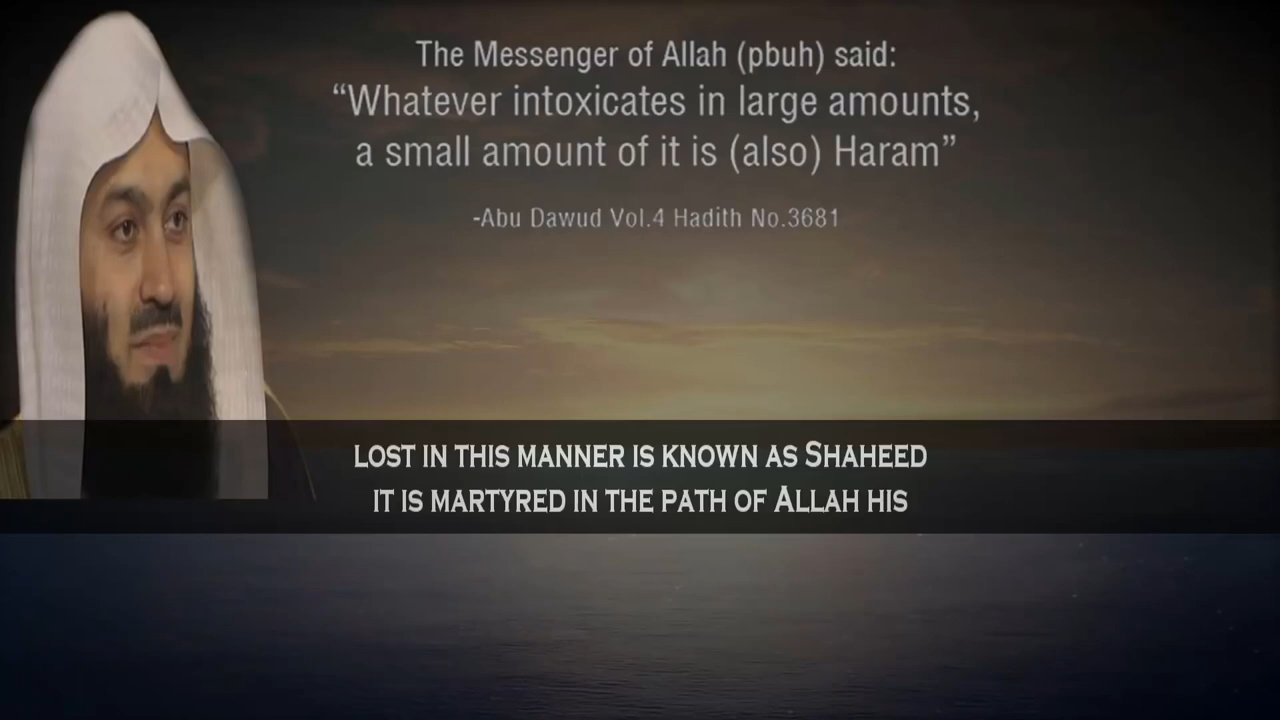 The Messenger of Allah (pbuh) said:
“Whatever intoxicates in large amounts,
a small amount of it is (also) Haram”
-Abu Dawud Vol.4 Hadith No.3681
LOST IN THIS MANNER IS KNOWN AS SHAHEED
IT IS MARTYRED IN THE PATH OF ALLAH HIS